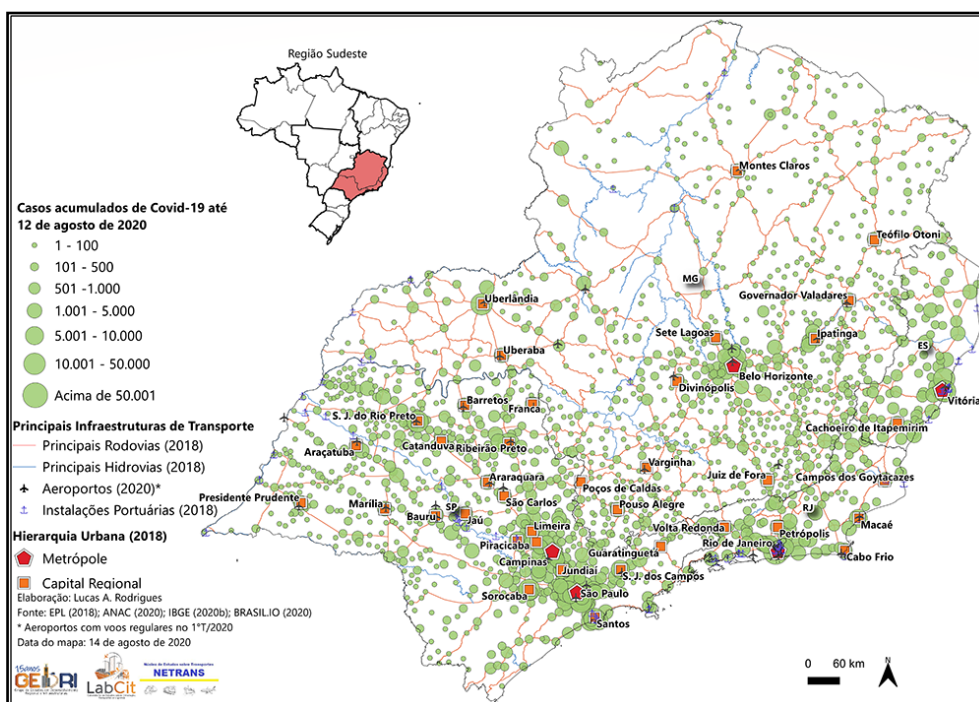 Região Sudeste
Casos acumulados de Covid-19 até
12 de agosto de 2020
1 - 100
101 - 500
501 -1.000
1.001 - 5.000
5.001 - 10.000
10.001 - 50.000
Acima de 50.001
Principais Infraestruturas de Transporte
Principais Rodovias (2018)
Principais Hidrovias (2018)
Aeroportos (2020)*
Instalações Portuárias (2018)
Hierarquia Urbana (2018)
Metrópole
Capital Regional
Elaboração: Lucas A. Rodrigues
Fonte: EPL (2018); ANAC (2020); IBGE (2020b); BRASIL.IO (2020)
* Aeroportos com voos regulares no 1°T/2020
Data do mapa: 14 de agosto de 2020
15anos
LabCit
Núcleo de Estudos sobre Transportes
NETRANS
Montes Claros
Teófilo Otoni
MG
Governador Valadares
Uberlândia
Sete Lagoas
Ipatinga
ES
Uberaba
Belo Horizonte
Divinópolis
Vitória
Barretos
Franca
S. J. do Rio Preto
Catanduva
Ribeirão Preto
Cachoeiro de Itapemirim
Araçatuba
Varginha
Araraquara
Juiz de Fora
Campos dos Goytacazes
Poços de Caldas
Presidente Prudente
São Carlos
Marília
SP
Bauru
Jaú
Pouso Alegre
RJ
Macaé
Limeira
Volta Redonda
Petrópolis
Piracicaba
Guaratinguetá
Rio de Janeiro
Cabo Frio
Campinas
Jundiaí
S. J. dos Campos
Sorocaba
São Paulo
Santos
0
60 km
N